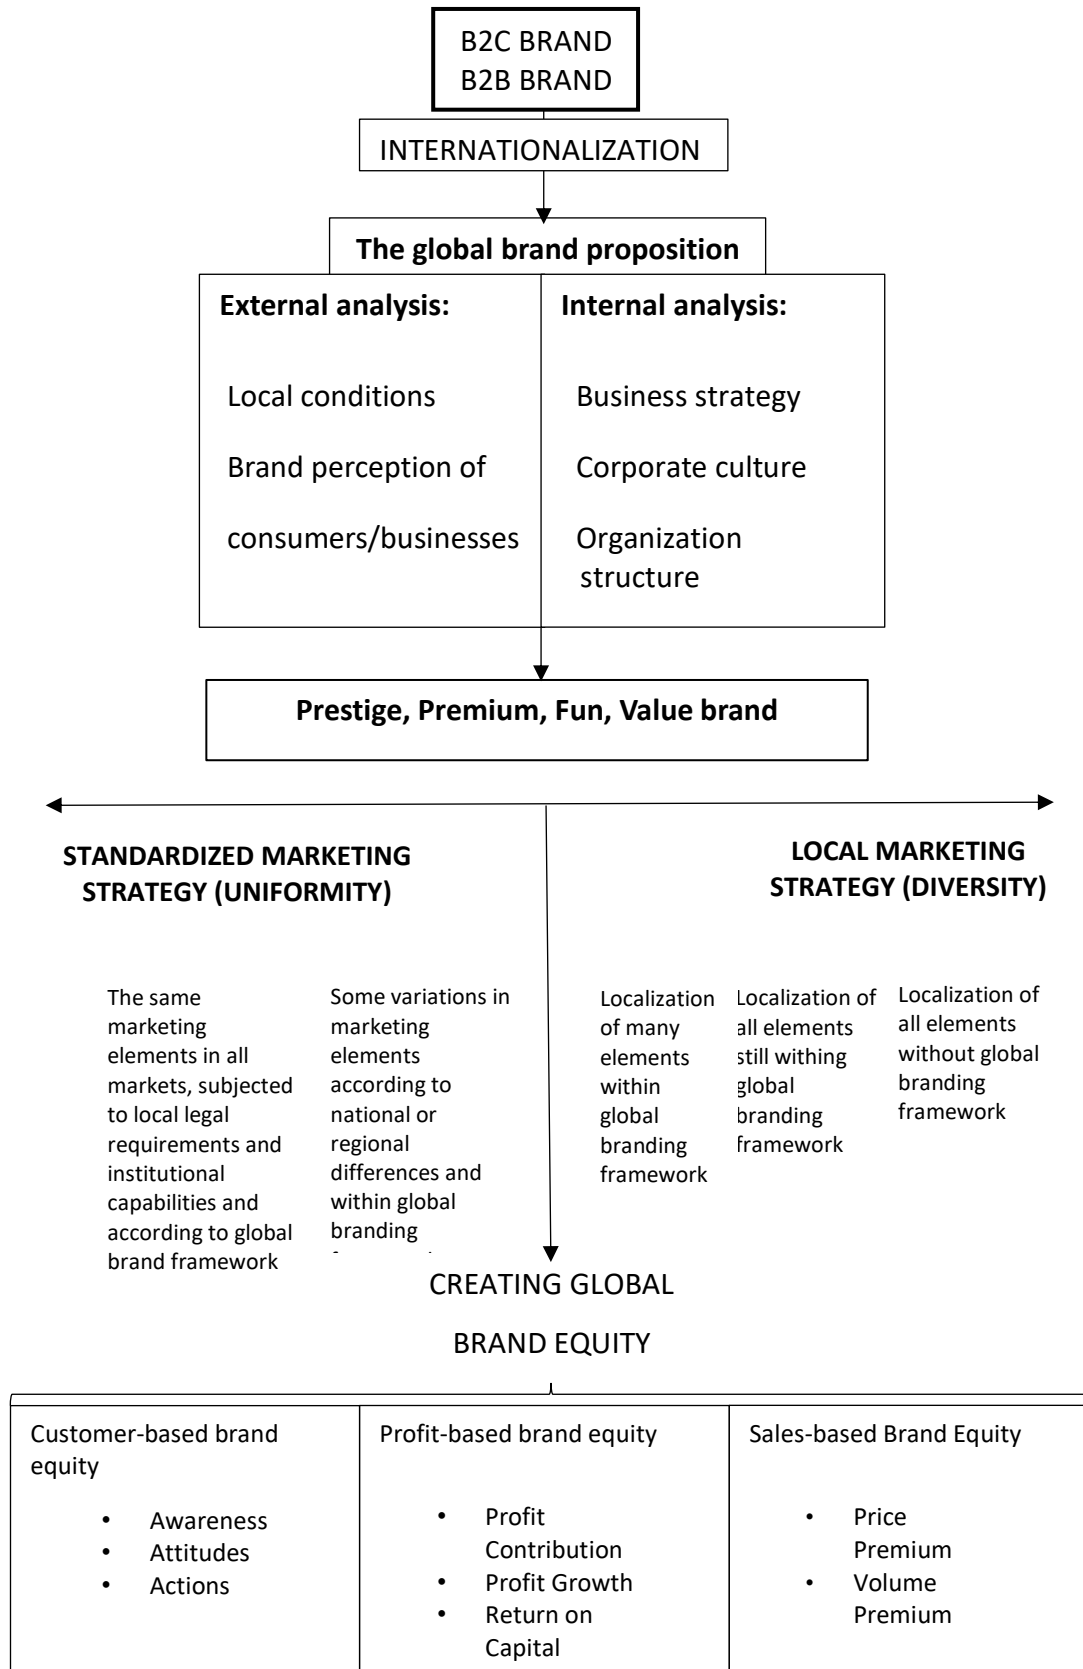 B2C BRAND
B2B BRAND
INTERNATIONALIZATION
The global brand proposition
External analysis:
Local conditions
Brand perception of
consumers/businesses
Internal analysis:
Business strategy
Corporate culture
Organization
structure
Prestige, Premium, Fun, Value brand
STANDARDIZED MARKETING
STRATEGY (UNIFORMITY)
LOCAL MARKETING
STRATEGY (DIVERSITY)
The same
marketing
elements in all
markets, subjected
to local legal
requirements and
institutional
capabilities and
according to global
brand framework
Some variations in
marketing
elements
according to
national or
regional
differences and
within global
branding
Localization
of many
elements
within
global
branding
framework
Localization of
all elements
still withing
global
branding
framework
Localization of
all elements
without global
branding
framework
CREATING GLOBAL
BRAND EQUITY
Customer-based brand
equity
• Awareness
• Attitudes
• Actions
Profit-based brand equity
• Profit
Contribution
• Profit Growth
• Return on
Capital
Sales-based Brand Equity
• Price
Premium
• Volume
Premium